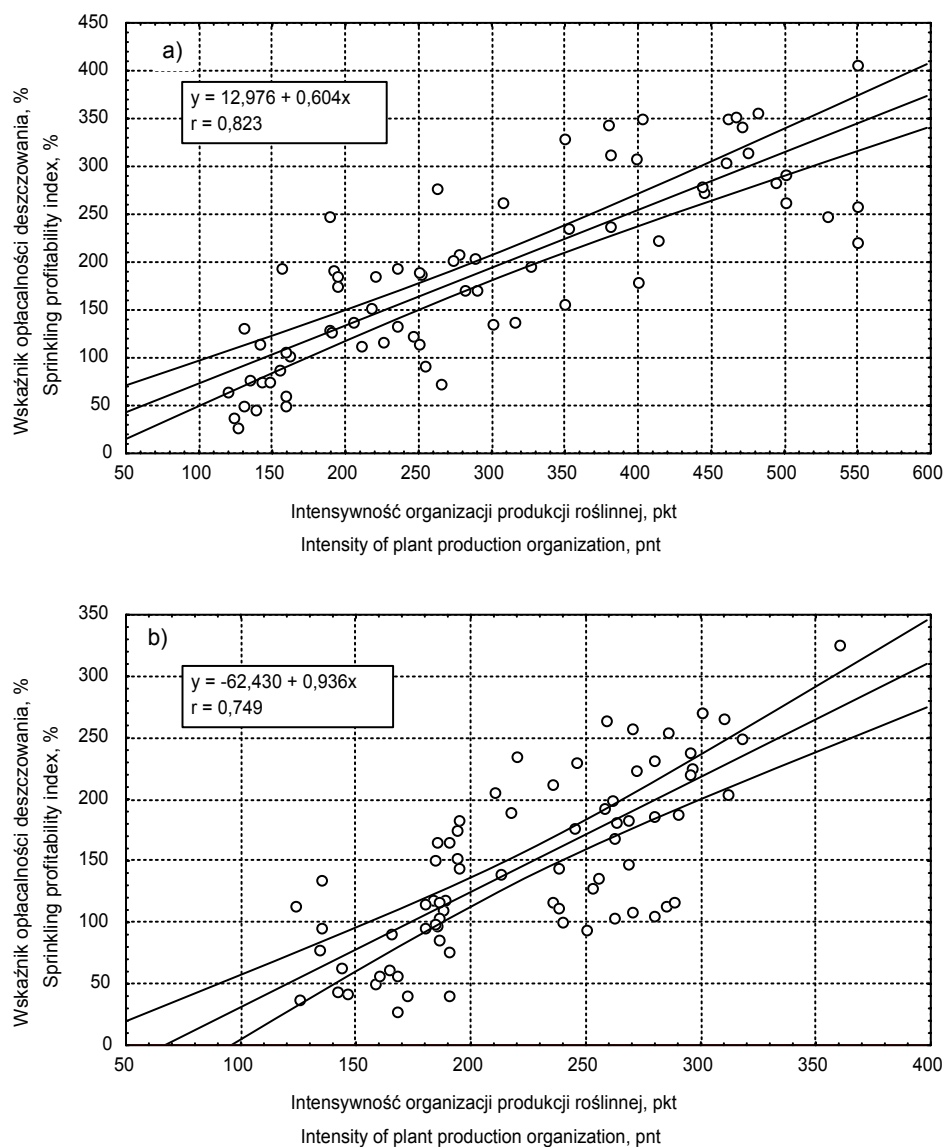 450
a)
400
y = 12,976 + 0,604x
r = 0,823
350
300
250
200
150
100
50
0
50 100 150 200 250 300 350 400 450 500 550 600
Wskaźnik opłacalności deszczowania, %
Sprinkling profitability index, %
Intensywność organizacji produkcji roślinnej, pkt
Intensity of plant production organization, pnt
350
b)
300
y = -62,430 + 0,936x
r = 0,749
250
200
150
100
50
0
50 100 150 200 250 300 350 400
Wskaźnik opłacalności deszczowania, %
Sprinkling profitability index, %
Intensywność organizacji produkcji roślinnej, pkt
Intensity of plant production organization, pnt